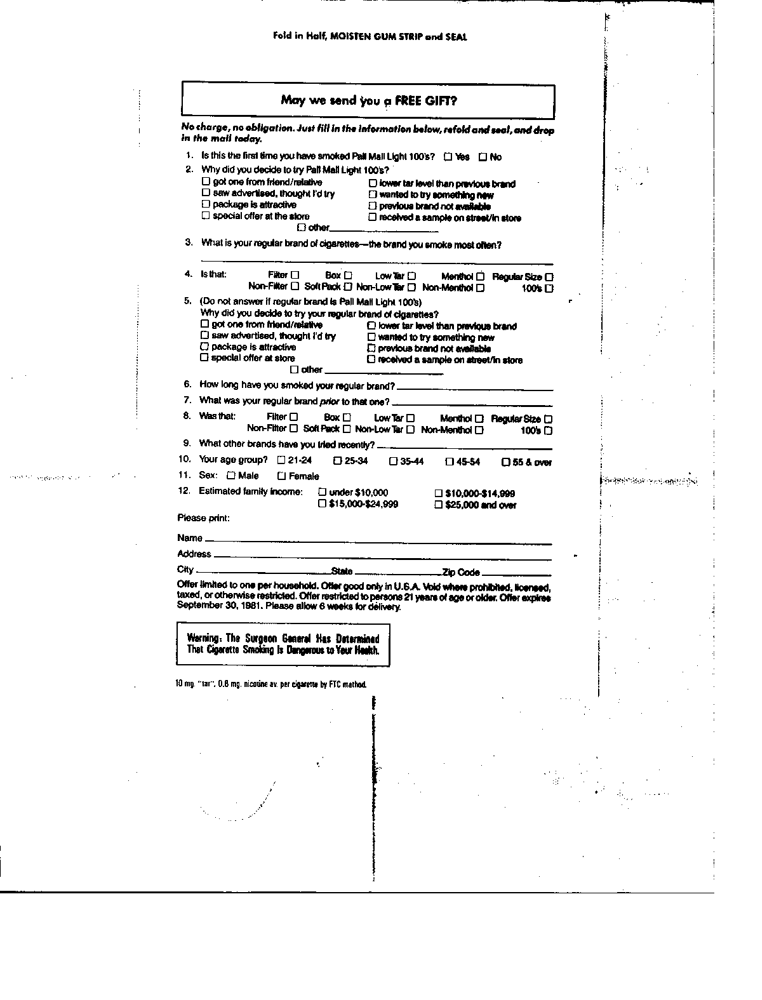 Fold in Half, MOISTEN GUM STRIP and SEAL
May we send you a FREE GIFT?
No charge, no obligation. Just fill in the information below, refold and seal, and drop
in the mail today.
1. Is this the first time you have smoked Pall Mall Light 100's? ☐ Yes ☐ No
2. Why did you decide to try Pall Mall Light 100's?
☐ got one from friend/relative ☐ lower tar level than previous brand
☐ saw advertised, thought I'd try ☐ wanted to try something new
☐ package is attractive ☐ previous brand not available
☐ special offer at the store ☐ received a sample on street/in store
☐ other
3. What is your regular brand of cigarettes—the brand you smoke most often?
4. Is that: Filter ☐ Box ☐ Low Tar ☐ Menthol ☐ Regular Size ☐
Non-Filter ☐ Soft Pack ☐ Non-Low Tar ☐ Non-Menthol ☐ 100's ☐
5. (Do not answer if regular brand is Pall Mall Light 100's)
Why did you decide to try your regular brand of cigarettes?
☐ got one from friend/relative ☐ lower tar level than previous brand
☐ saw advertised, thought I'd try ☐ wanted to try something new
☐ package is attractive ☐ previous brand not available
☐ special offer at store ☐ received a sample on street/in store
☐ other
6. How long have you smoked your regular brand?
7. What was your regular brand prior to that one?
8. Was that: Filter ☐ Box ☐ Low Tar ☐ Menthol ☐ Regular Size ☐
Non-Filter ☐ Soft Pack ☐ Non-Low Tar ☐ Non-Menthol ☐ 100's ☐
9. What other brands have you tried recently?
10. Your age group? ☐ 21-24 ☐ 25-34 ☐ 35-44 ☐ 45-54 ☐ 55 & over
11. Sex: ☐ Male ☐ Female
12. Estimated family income: ☐ under $10,000 ☐ $10,000-$14,999
☐ $15,000-$24,999 ☐ $25,000 and over
Please print:
Name
Address
City State Zip Code
Offer limited to one per household. Offer good only in U.S.A. Void where prohibited, licensed,
taxed, or otherwise restricted. Offer restricted to persons 21 years of age or older. Offer expires
September 30, 1981. Please allow 6 weeks for delivery.
Warning: The Surgeon General Has Determined
That Cigarette Smoking Is Dangerous to Your Health.
10 mg. "tar", 0.8 mg. nicotine av. per cigarette by FTC method.